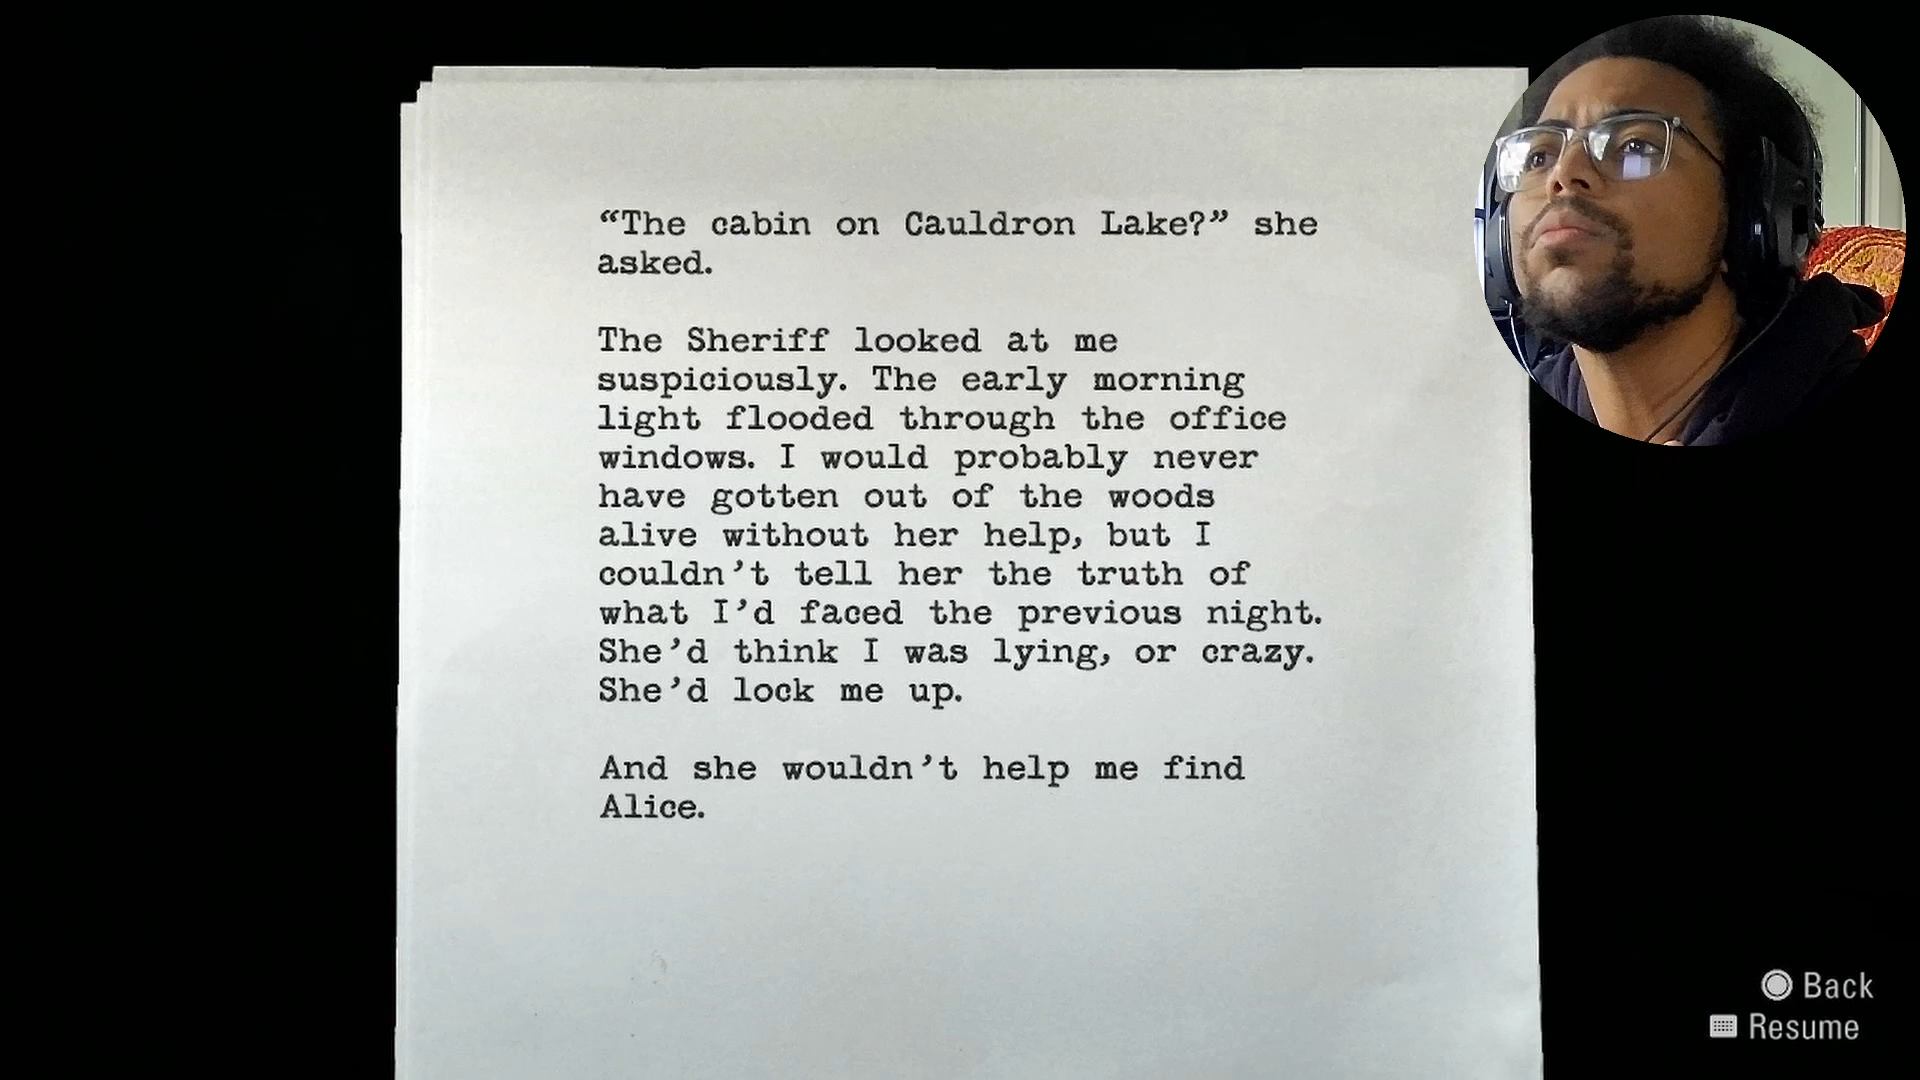 “The cabin on Cauldron Lake?” she
asked.
The Sheriff looked at me
suspiciously. The early morning
light flooded through the office
windows. I would probably never
have gotten out of the woods
alive without her help, but I
couldn’t tell her the truth of
what I’d faced the previous night.
She’d think I was lying, or crazy.
She’d lock me up.
And she wouldn’t help me find
Alice.
Back
Resume